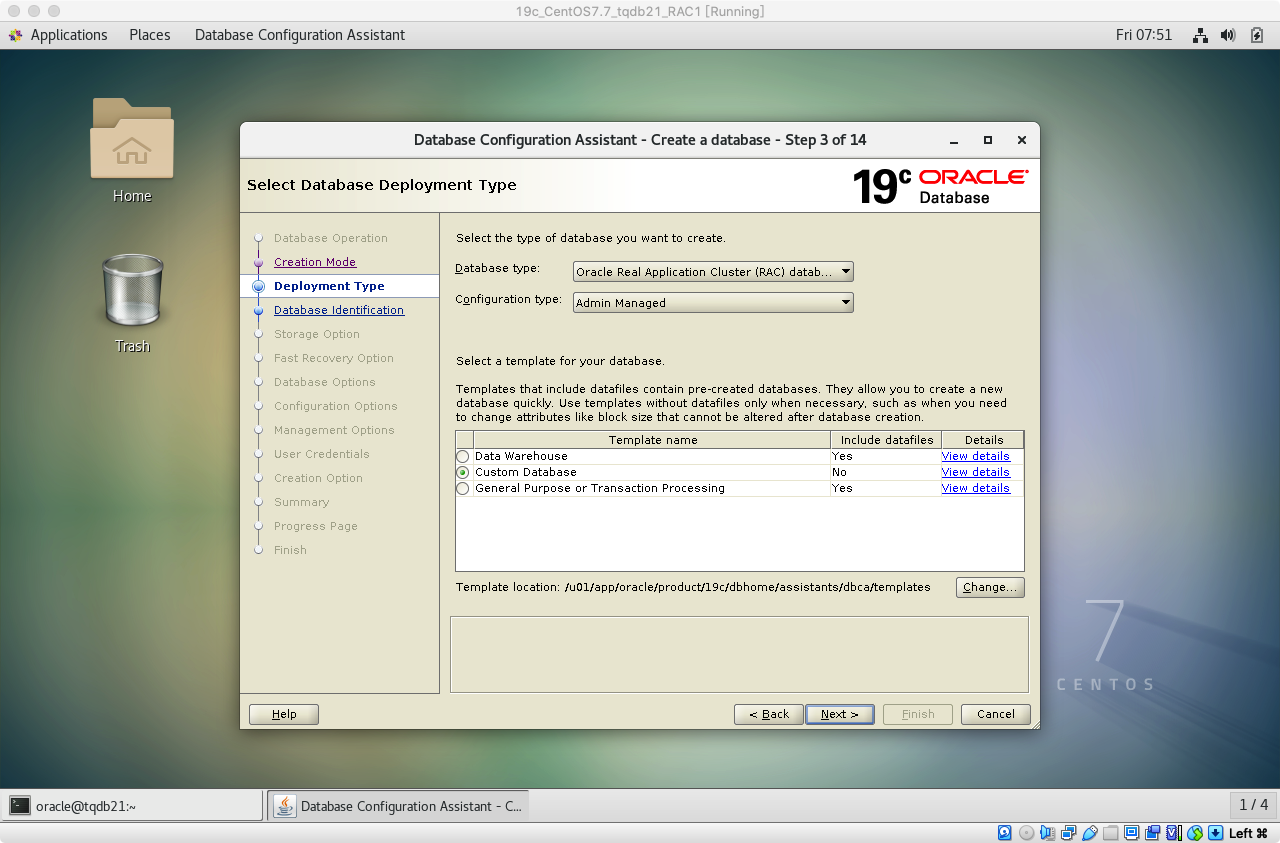 19c_CentOS7.7_tqdb21_RAC1 [Running]
Applications Places Database Configuration Assistant Fri 07:51
Home
Trash
Database Configuration Assistant - Create a database - Step 3 of 14
Select Database Deployment Type
19c ORACLE Database
Database Operation
Creation Mode
Deployment Type
Database Identification
Storage Option
Fast Recovery Option
Database Options
Configuration Options
Management Options
User Credentials
Creation Option
Summary
Progress Page
Finish
Select the type of database you want to create.
Database type: Oracle Real Application Cluster (RAC) datab...
Configuration type: Admin Managed
Select a template for your database.
Templates that include datafiles contain pre-created databases. They allow you to create a new
database quickly. Use templates without datafiles only when necessary, such as when you need
to change attributes like block size that cannot be altered after database creation.
Template name Include datafiles Details
Data Warehouse Yes View details
Custom Database No View details
General Purpose or Transaction Processing Yes View details
Template location: /u01/app/oracle/product/19c/dbhome/assistants/dbca/templates Change...
Help < Back Next > Finish Cancel
7
CENTOS
oracle@tqdb21:~ Database Configuration Assistant - C... 1 / 4
Left ⌘